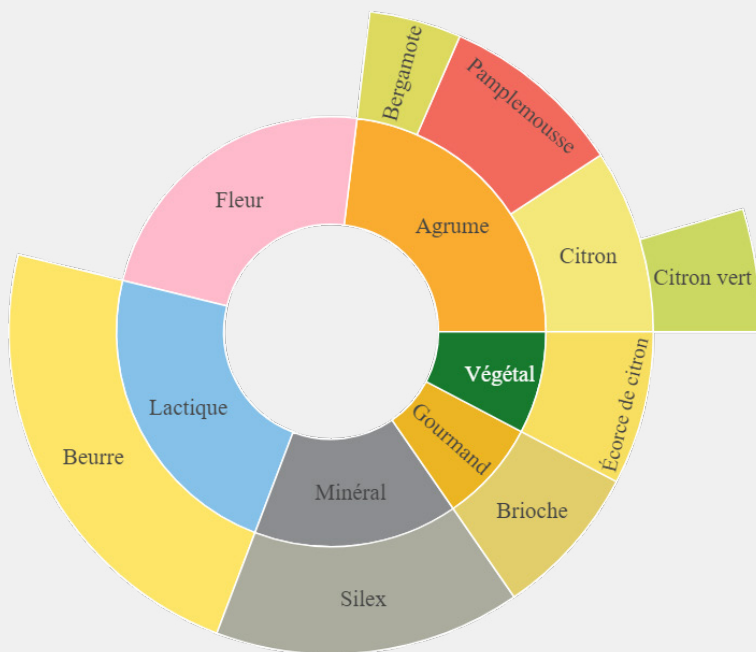 Bergamote
Pamplemousse
Fleur
Agrume
Citron
Citron vert
Végétal
Écorce de citron
Lactique
Gourmand
Beurre
Minéral
Brioche
Silex